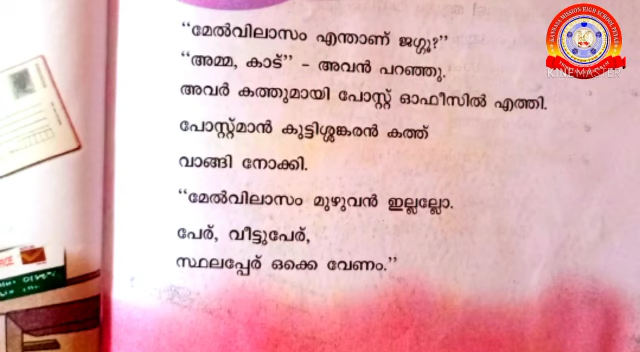 “മേൽവിലാസം എന്താണ് ജഗ്ഗൂ?”
“അമ്മ, കാട്” – അവൻ പറഞ്ഞു.
അവർ കത്തുമായി പോസ്റ്റ് ഓഫീസിൽ എത്തി.
പോസ്റ്റ്മാൻ കുട്ടിശ്ശങ്കരൻ കത്ത്
വാങ്ങി നോക്കി.
“മേൽവിലാസം മുഴുവൻ ഇല്ലല്ലോ.
പേര്, വീട്ടുപേര്,
സ്ഥലപ്പേര് ഒക്കെ വേണം.”
KINEMASTER